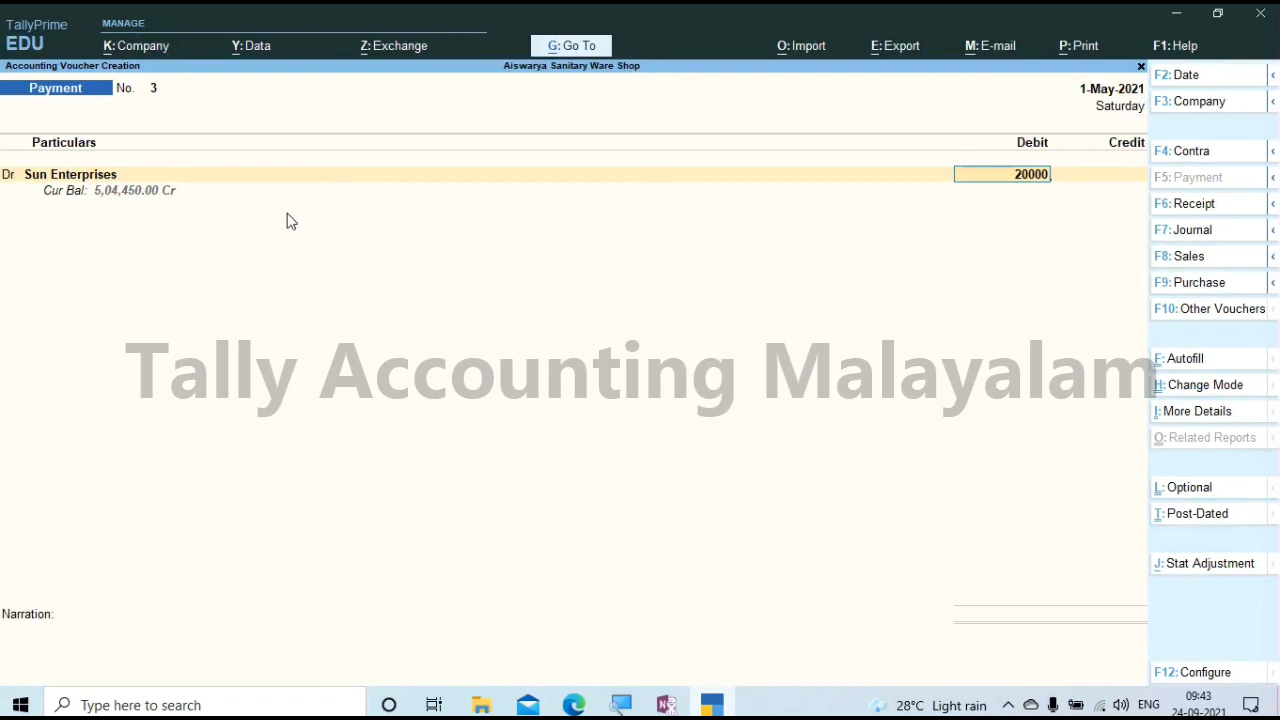 TallyPrime
EDU
MANAGE
K: Company
Y: Data
Z: Exchange
G: Go To
O: Import
E: Export
M: E-mail
P: Print
F1: Help
Accounting Voucher Creation
Aiswarya Sanitary Ware Shop
Payment No. 3
1-May-2021
Saturday
Particulars Debit Credit
Dr Sun Enterprises 20000
Cur Bal: 5,04,450.00 Cr
Tally Accounting Malayalam
Narration:
F2: Date
F3: Company
F4: Contra
F5: Payment
F6: Receipt
F7: Journal
F8: Sales
F9: Purchase
F10: Other Vouchers
F: Autofill
H: Change Mode
I: More Details
O: Related Reports
L: Optional
T: Post-Dated
J: Stat Adjustment
F12: Configure
Type here to search
28°C Light rain
ENG
09:43
24-09-2021